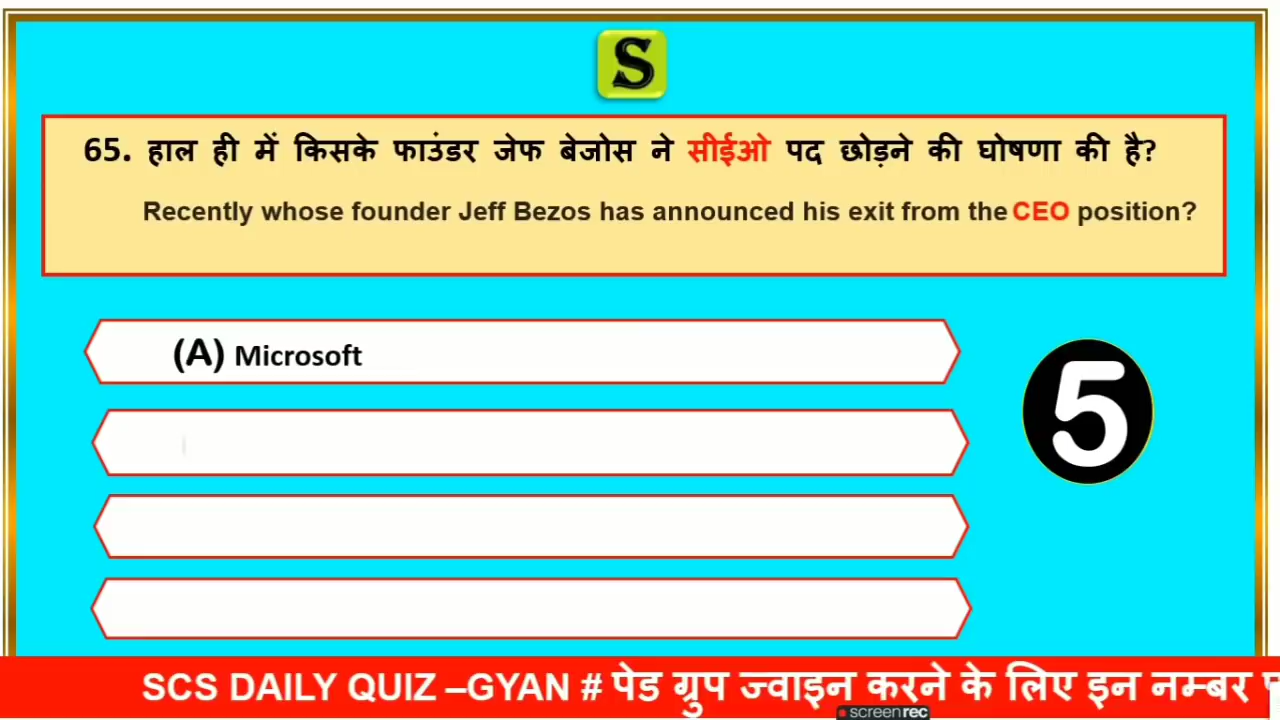 S
65. हाल ही में किसके फाउंडर जेफ बेजोस ने सीईओ पद छोड़ने की घोषणा की है?
Recently whose founder Jeff Bezos has announced his exit from the CEO position?
(A) Microsoft
5
SCS DAILY QUIZ –GYAN # पेड ग्रुप ज्वाइन करने के लिए इन नम्बर
screenrec